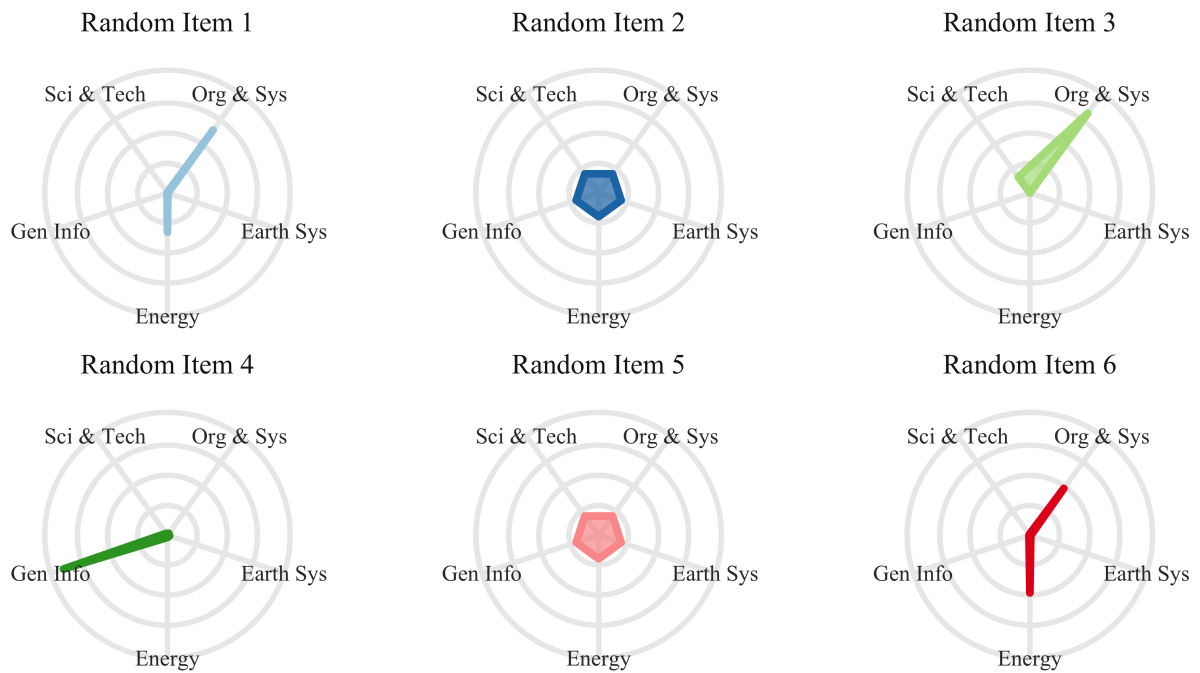 Random Item 1
Random Item 2
Random Item 3
Sci & Tech
Org & Sys
Sci & Tech
Org & Sys
Sci & Tech
Org & Sys
Gen Info
Earth Sys
Gen Info
Earth Sys
Gen Info
Earth Sys
Energy
Energy
Energy
Random Item 4
Random Item 5
Random Item 6
Sci & Tech
Org & Sys
Sci & Tech
Org & Sys
Sci & Tech
Org & Sys
Gen Info
Earth Sys
Gen Info
Earth Sys
Gen Info
Earth Sys
Energy
Energy
Energy